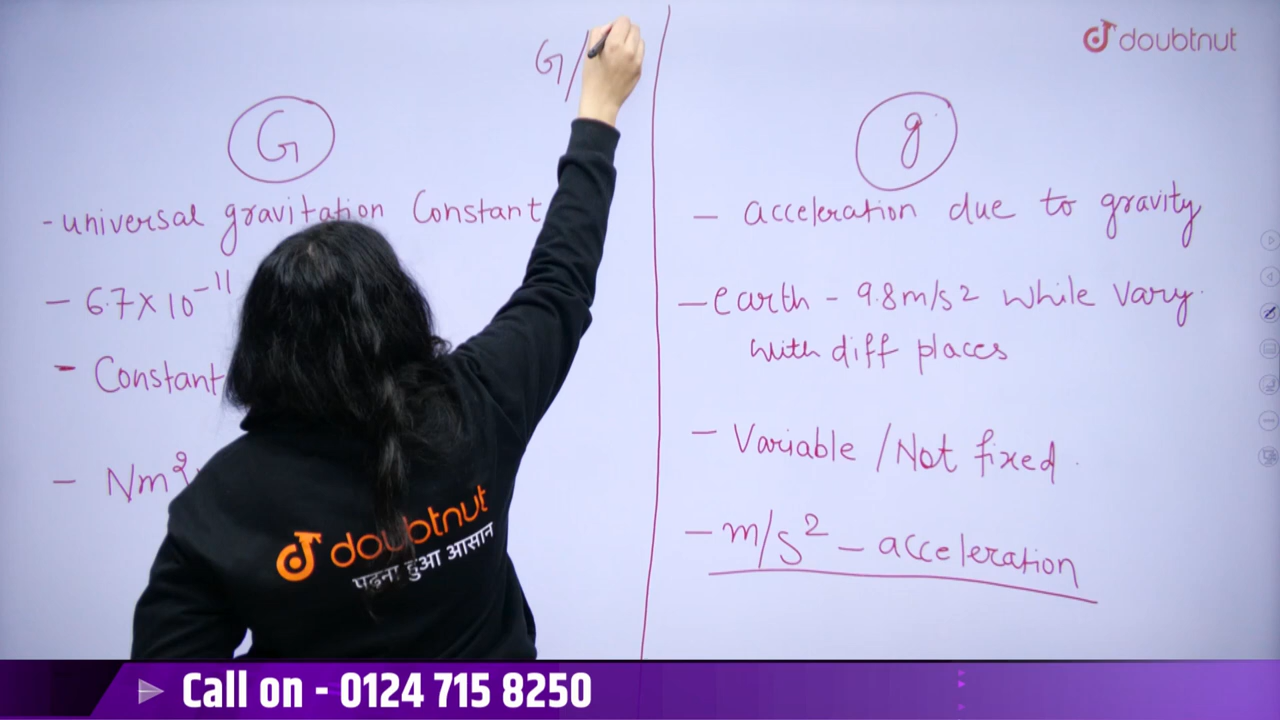 G/
doubtnut
G
g
- universal gravitation Constant
- 6.7 x 10⁻¹¹
- Constant
- Nm²
- acceleration due to gravity
- earth - 9.8m/s2 while vary
with diff places
- Variable / Not fixed
- m/s² - acceleration
doubtnut
पढ़ना हुआ आसान
Call on - 0124 715 8250